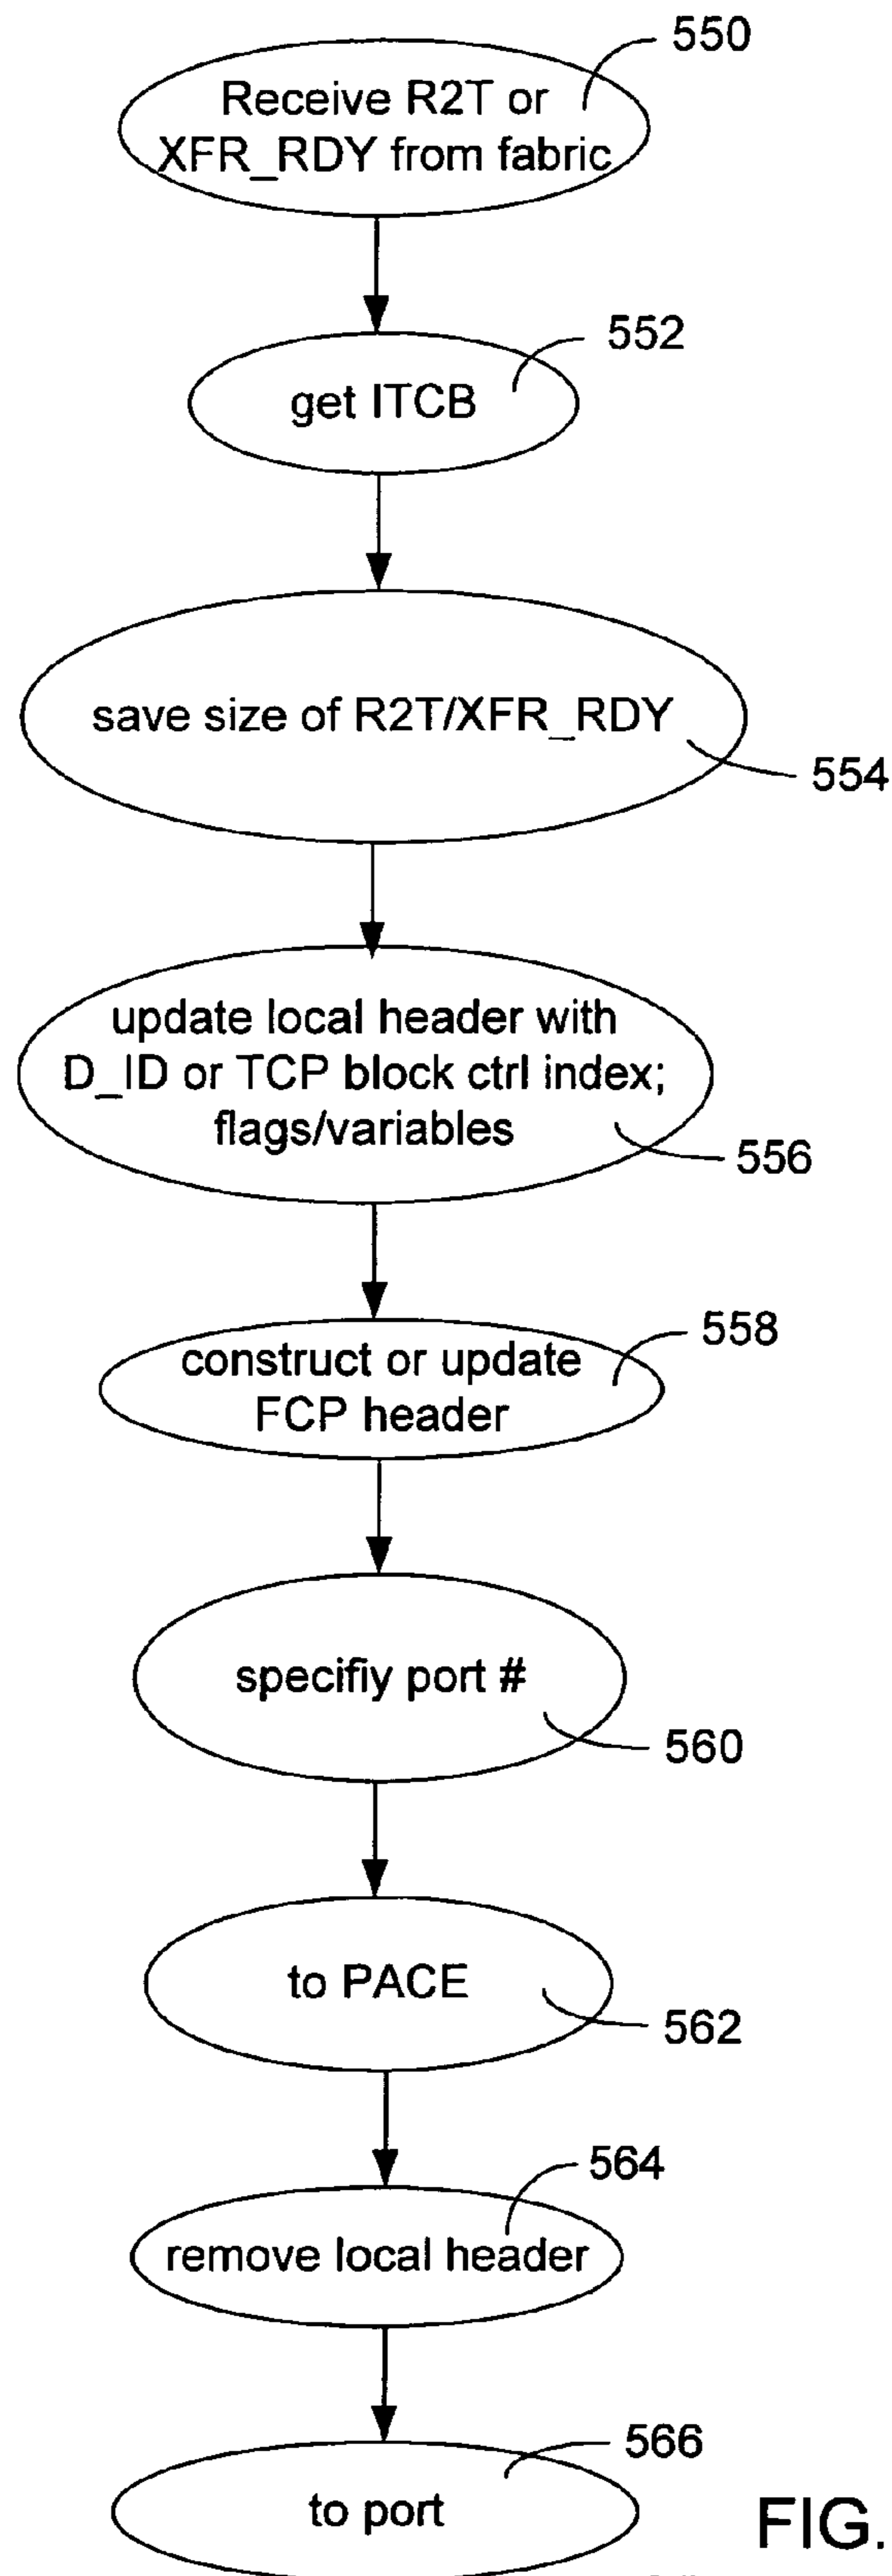 550
Receive R2T or
XFR_RDY from fabric
552
get ITCB
save size of R2T/XFR_RDY
554
update local header with
D_ID or TCP block ctrl index;
flags/variables
556
558
construct or update
FCP header
specifiy port #
560
to PACE
562
564
remove local header
566
to port
FIG.